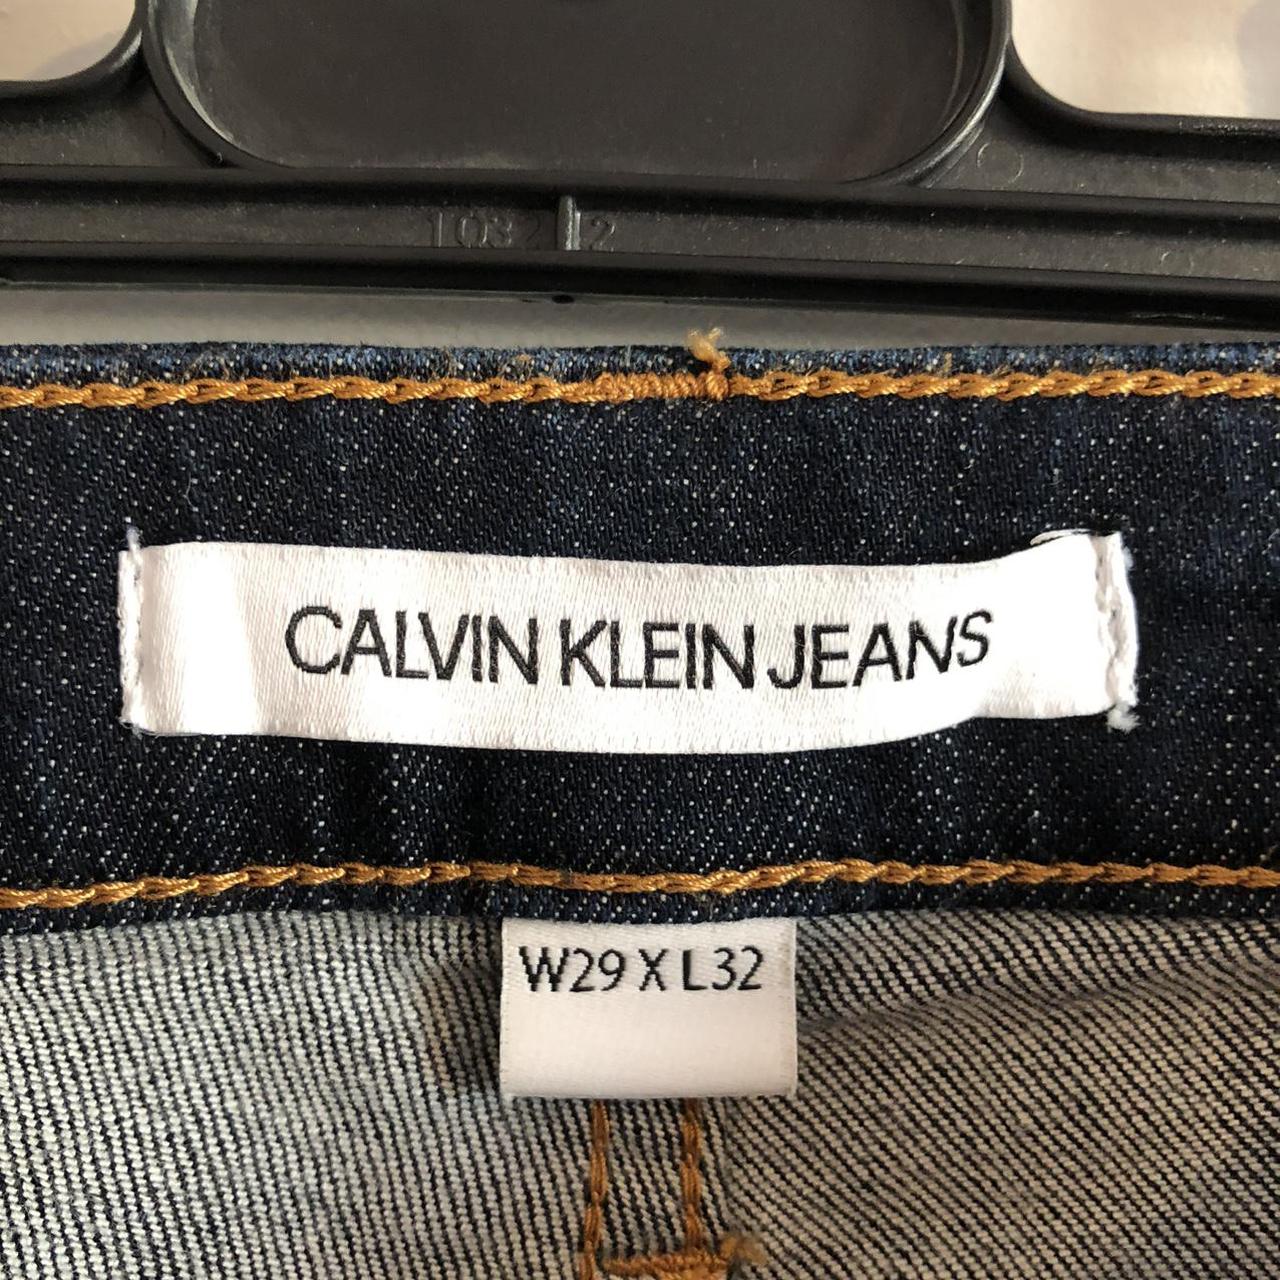 CALVIN KLEIN JEANS
W29 X L32